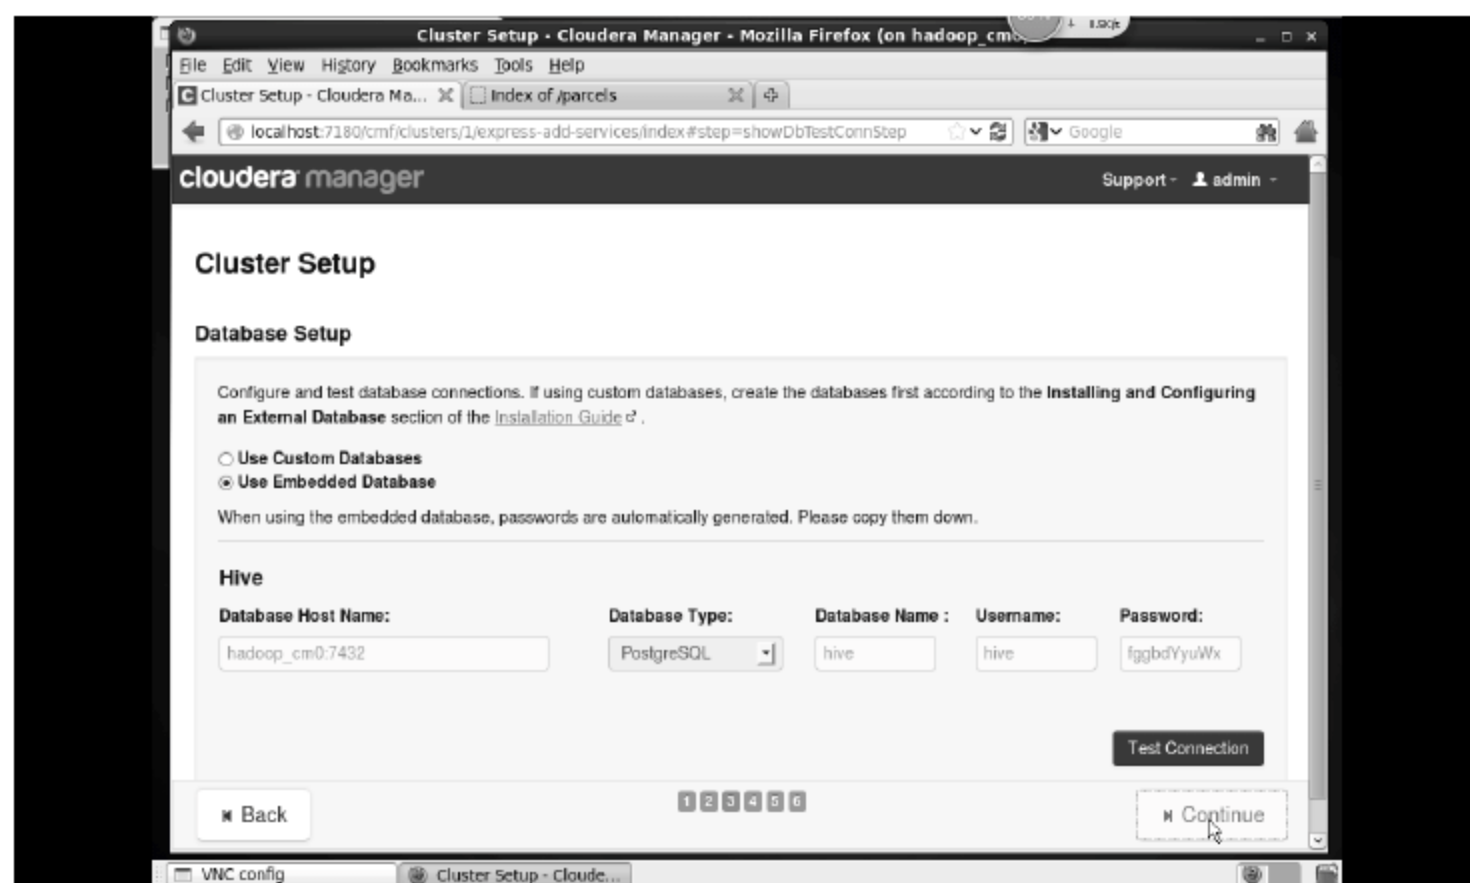 Cluster Setup - Cloudera Manager - Mozilla Firefox (on hadoop_cm0
File Edit View History Bookmarks Tools Help
Cluster Setup - Cloudera Ma... Index of /parcels
localhost:7180/cmf/clusters/1/express-add-services/index#step=showDbTestConnStep Google
cloudera manager Support admin
Cluster Setup
Database Setup
Configure and test database connections. If using custom databases, create the databases first according to the Installing and Configuring
an External Database section of the Installation Guide .
Use Custom Databases
Use Embedded Database
When using the embedded database, passwords are automatically generated. Please copy them down.
Hive
Database Host Name: Database Type: Database Name : Username: Password:
hadoop_cm0:7432 PostgreSQL hive hive fggbdYyuWx
Test Connection
Back 1 2 3 4 5 6 Continue
VNC config Cluster Setup - Cloude...